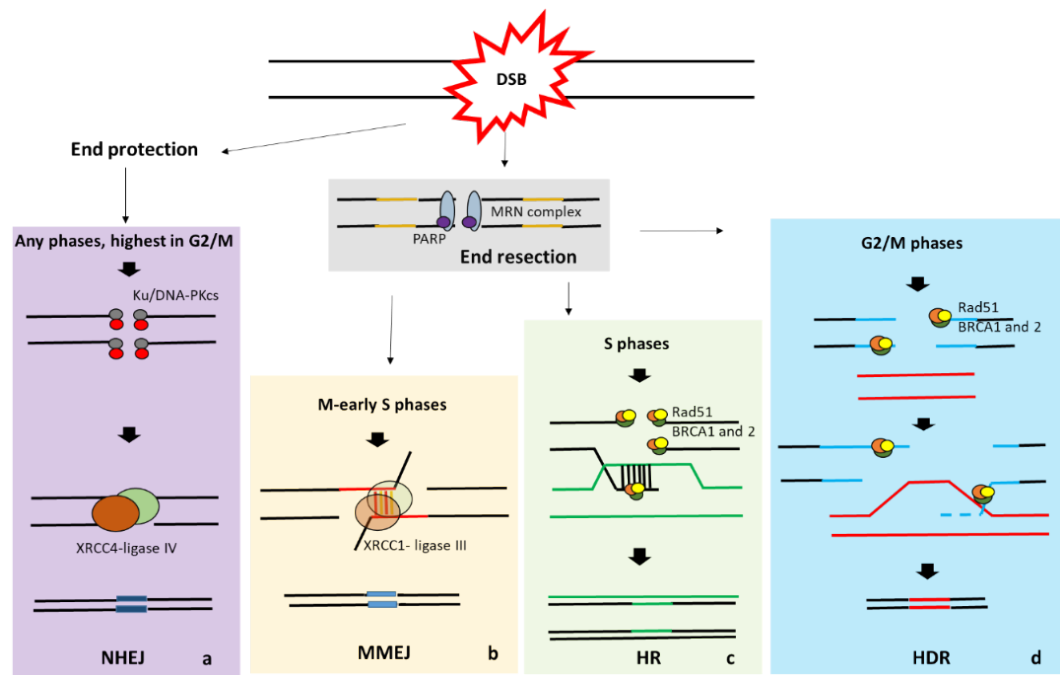 DSB
End protection
MRN complex
PARP
End resection
Any phases, highest in G2/M
Ku/DNA-PKcs
XRCC4-ligase IV
NHEJ
a
M-early S phases
XRCC1- ligase III
MMEJ
b
S phases
Rad51
BRCA1 and 2
HR
c
G2/M phases
Rad51
BRCA1 and 2
HDR
d